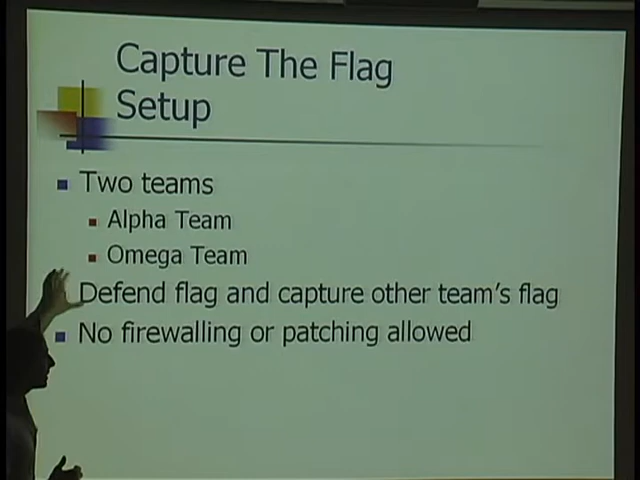 Capture The Flag
Setup
Two teams
Alpha Team
Omega Team
Defend flag and capture other team's flag
No firewalling or patching allowed